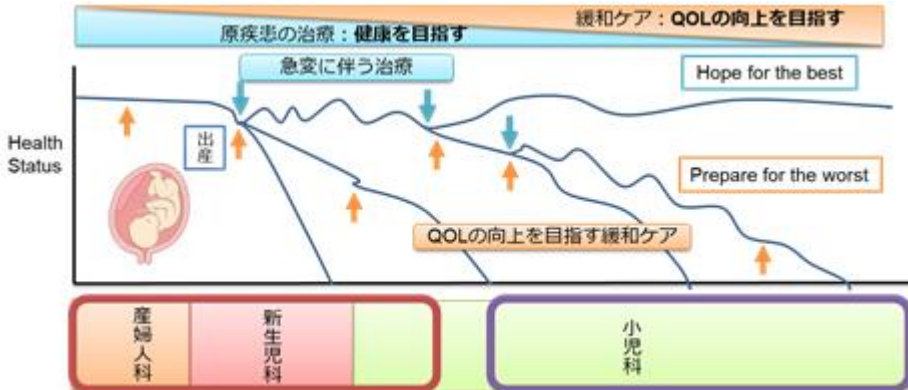 緩和ケア：QOLの向上を目指す
原疾患の治療：健康を目指す
急変に伴う治療
Hope for the best
出産
Health
Status
Prepare for the worst
QOLの向上を目指す緩和ケア
産婦人科
新生児科
小児科